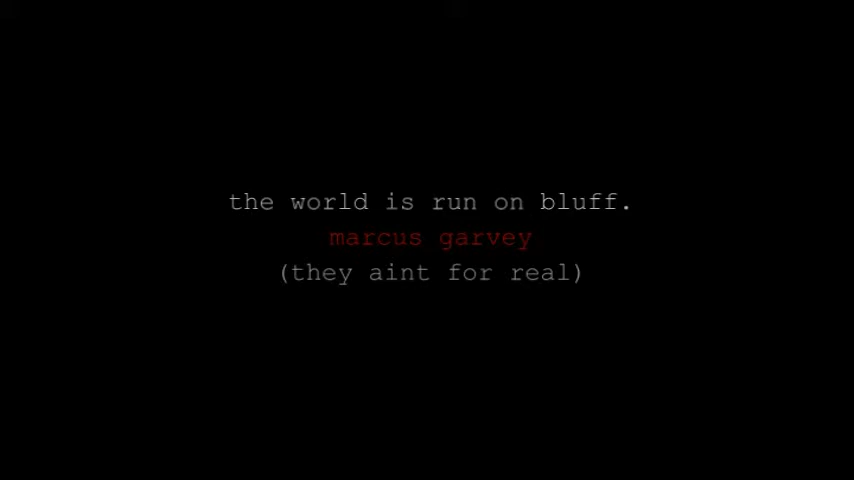 the world is run on bluff.
marcus garvey
(they aint for real)